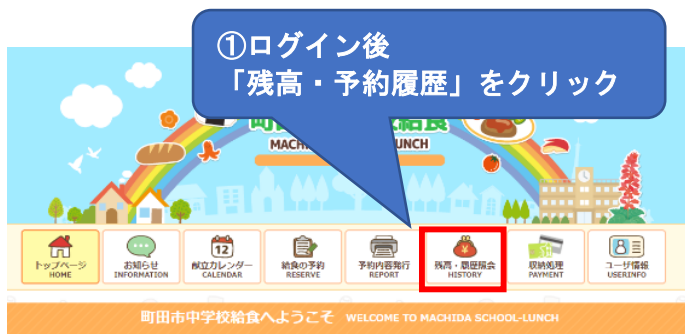 ①ログイン後
「残高・予約履歴」をクリック
MACHI
UNCH
トップページ
HOME
お知らせ
INFORMATION
12
献立カレンダー
CALENDAR
給食の予約
RESERVE
予約内容発行
REPORT
残高・履歴照会
HISTORY
収納処理
PAYMENT
ユーザ情報
USERINFO
町田市中学校給食へようこそ WELCOME TO MACHIDA SCHOOL-LUNCH